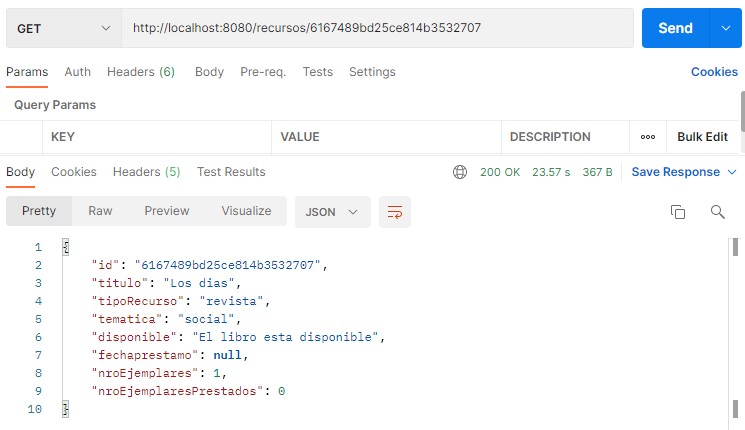 GET http://localhost:8080/recursos/6167489bd25ce814b3532707 Send
Params Auth Headers (6) Body Pre-req. Tests Settings Cookies
Query Params
KEY VALUE DESCRIPTION ooo Bulk Edit
Body Cookies Headers (5) Test Results 200 OK 23.57 s 367 B Save Response
Pretty Raw Preview Visualize JSON
1 {
2 "id": "6167489bd25ce814b3532707",
3 "titulo": "Los dias",
4 "tipoRecurso": "revista",
5 "tematica": "social",
6 "disponible": "El libro esta disponible",
7 "fechaprestamo": null,
8 "nroEjemplares": 1,
9 "nroEjemplaresPrestados": 0
10 }